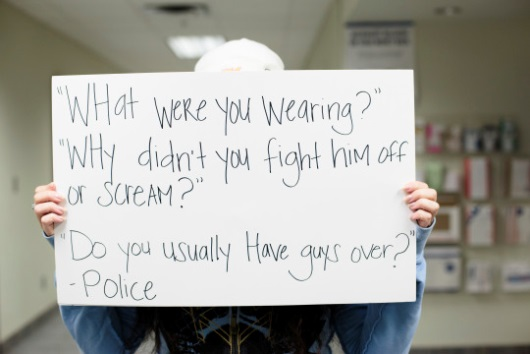 "What were you wearing?"
"Why didn't you fight him off
or scream?"
"Do you usually have guys over?"
- Police